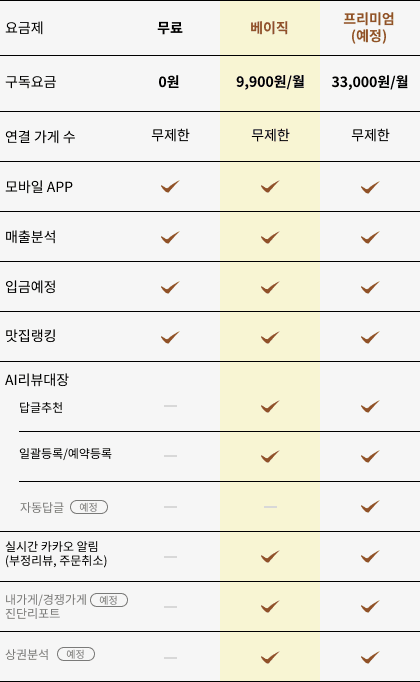 요금제 무료 베이직 프리미엄
(예정)
구독요금 0원 9,900원/월 33,000원/월
연결 가게 수 무제한 무제한 무제한
모바일 APP
매출분석
입금예정
맛집랭킹
AI리뷰대장
답글추천
일괄등록/예약등록
자동답글 예정
실시간 카카오 알림
(부정리뷰, 주문취소)
내가게/경쟁가게 예정
진단리포트
상권분석 예정